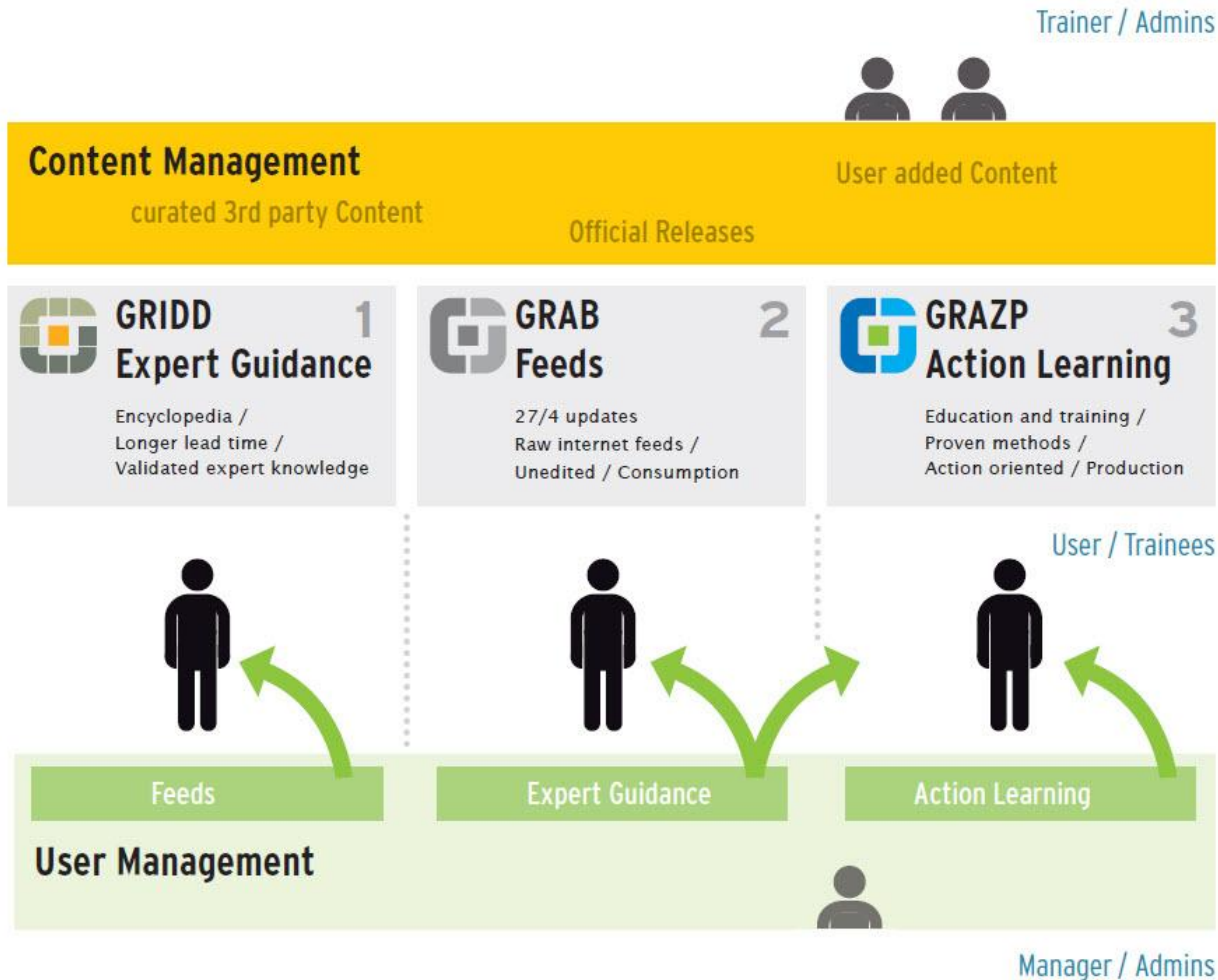 Trainer / Admins
Content Management
User added Content
curated 3rd party Content
Official Releases
GRIDD 1
Expert Guidance
Encyclopedia /
Longer lead time /
Validated expert knowledge
GRAB 2
Feeds
27/4 updates
Raw internet feeds /
Unedited / Consumption
GRAZP 3
Action Learning
Education and training /
Proven methods /
Action oriented / Production
User / Trainees
Feeds
Expert Guidance
Action Learning
User Management
Manager / Admins